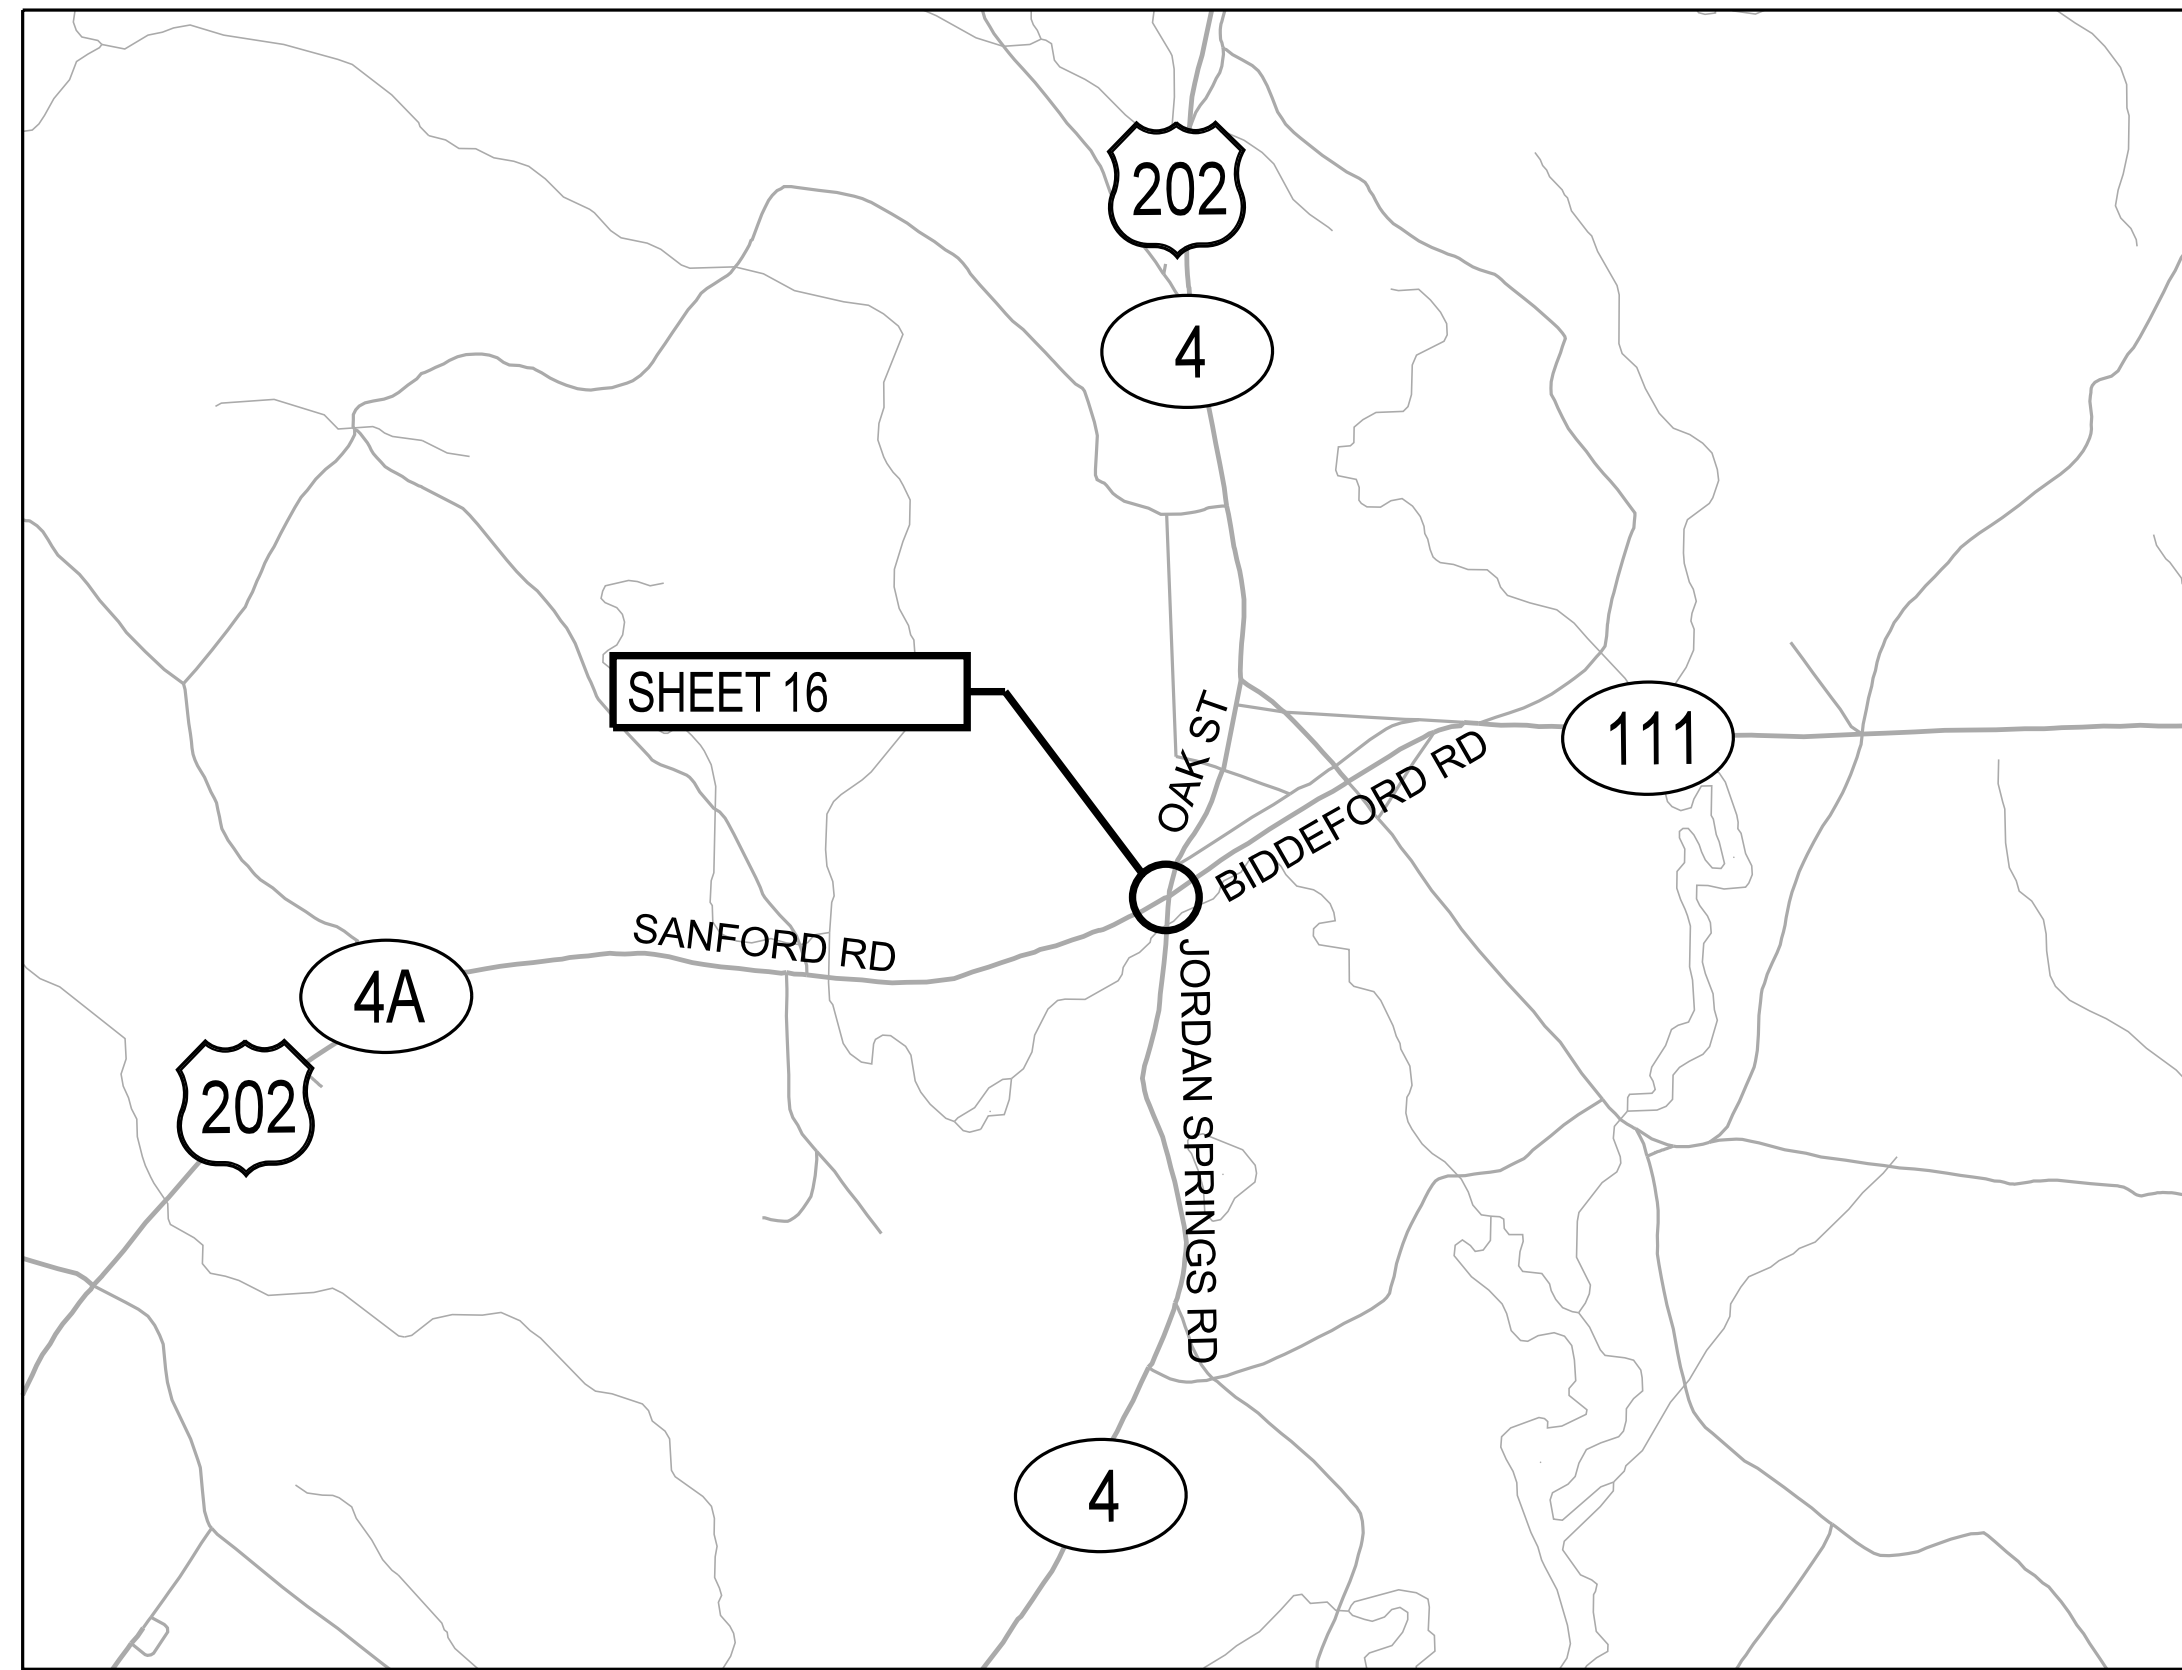 202
4
SHEET 16
OAK ST
111
BIDDEFORD RD
SANFORD RD
4A
JORDAN SPRINGS RD
202
4